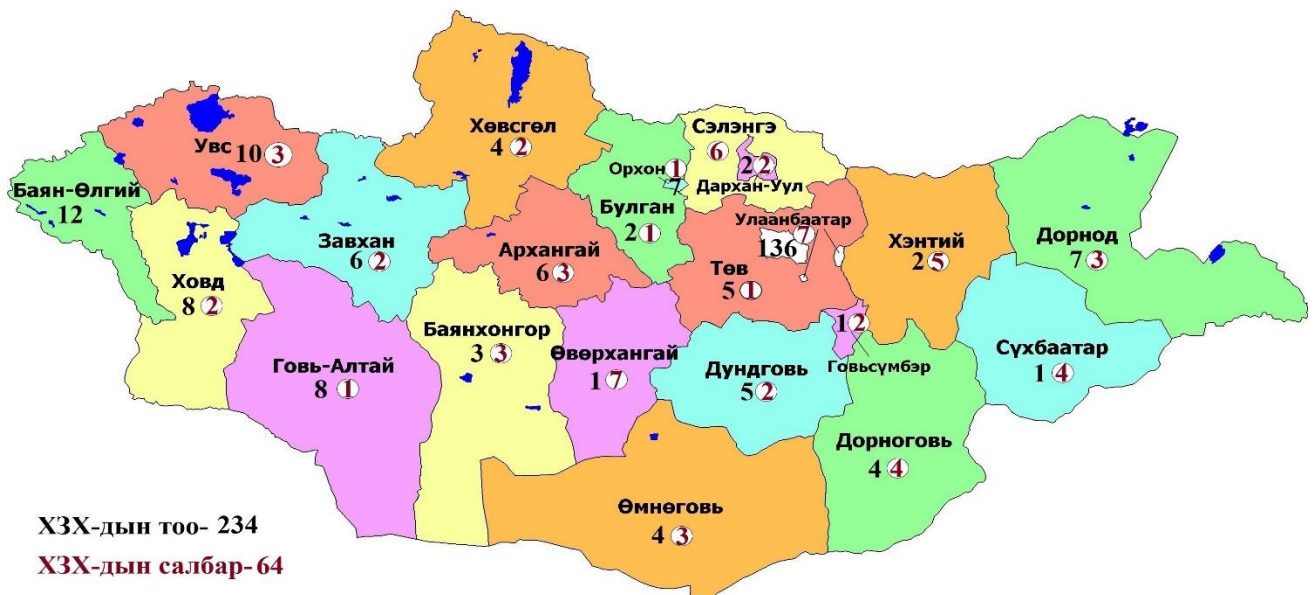 Хөвсгөл
4 2
Сэлэнгэ
6
2 2
Дархан-Уул
Увс 10 3
Орхон 1
7
Баян-Өлгий
12
Булган
2 1
Улаанбаатар
7
136
Завхан
6 2
Архангай
6 3
Төв
5 1
Хэнтий
2 5
Дорнод
7 3
Ховд
8 2
Баянхонгор
3 3
Өвөрхангай
1 7
1 2
Говьсүмбэр
Сүхбаатар
1 4
Говь-Алтай
8 1
Дундговь
5 2
Дорноговь
4 4
Өмнөговь
4 3
ХЗХ-дын тоо- 234
ХЗХ-дын салбар-64